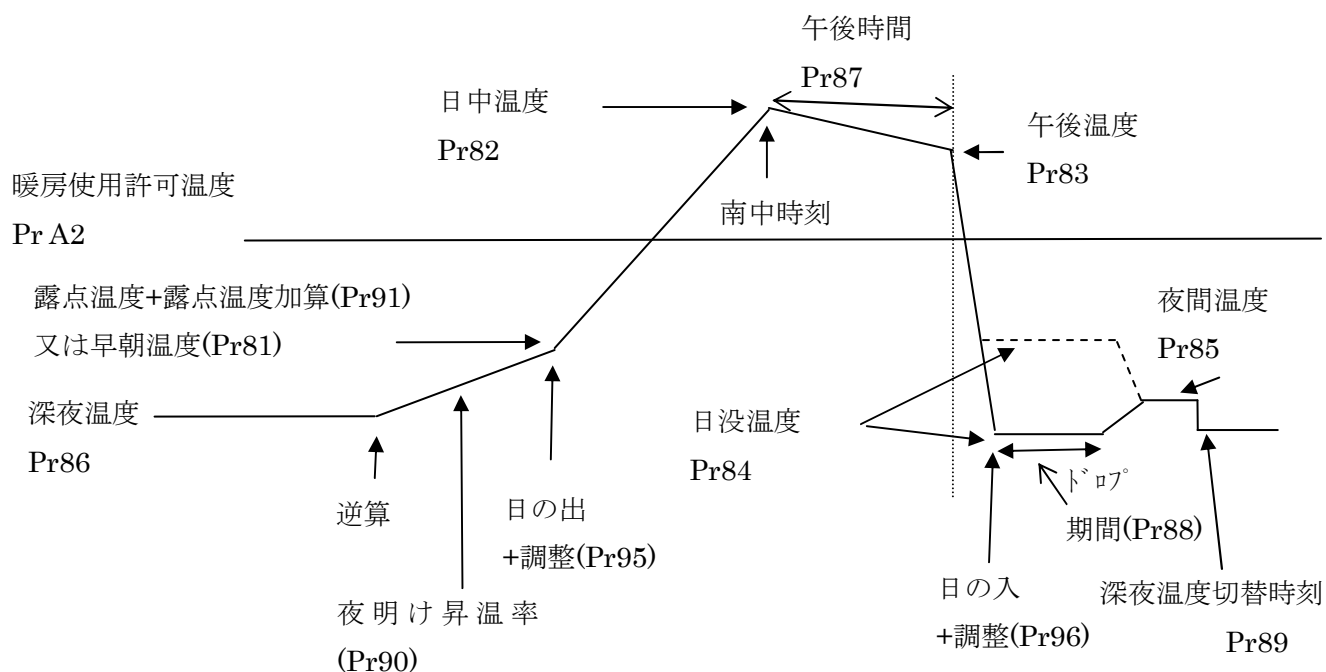 午後時間
Pr87
日中温度
Pr82
午後温度
Pr83
暖房使用許可温度
Pr A2
南中時刻
露点温度+露点温度加算(Pr91)
又は早朝温度(Pr81)
夜間温度
Pr85
深夜温度
Pr86
日没温度
Pr84
ﾄﾞﾛﾌﾟ
期間(Pr88)
逆算
日の出
+調整(Pr95)
日の入
+調整(Pr96)
深夜温度切替時刻
Pr89
夜明け昇温率
(Pr90)